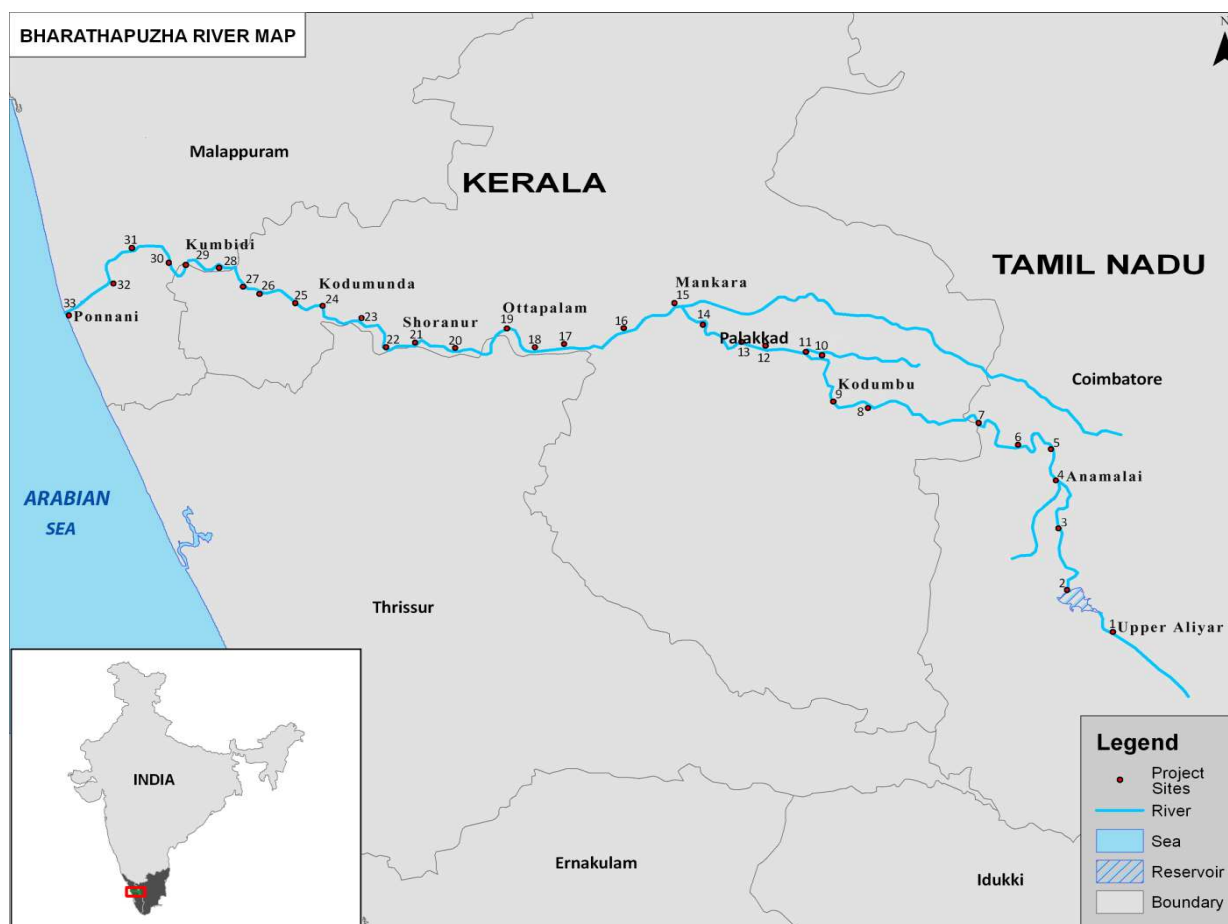 BHARATHAPUZHA RIVER MAP
N
Malappuram
KERALA
TAMIL NADU
31
30
Kumbidi
29
28
27
26
25
24
Kodumunda
23
32
33
Ponnani
22
21
Shoranur
20
19
Ottapalam
18
17
16
15
Mankara
14
13
Palakkad
12
11
10
9
Kodumbu
8
7
6
5
Coimbatore
4
Anamalai
3
2
1
Upper Aliyar
ARABIAN
SEA
Thrissur
Ernakulam
Idukki
INDIA
Legend
Project
Sites
River
Sea
Reservoir
Boundary